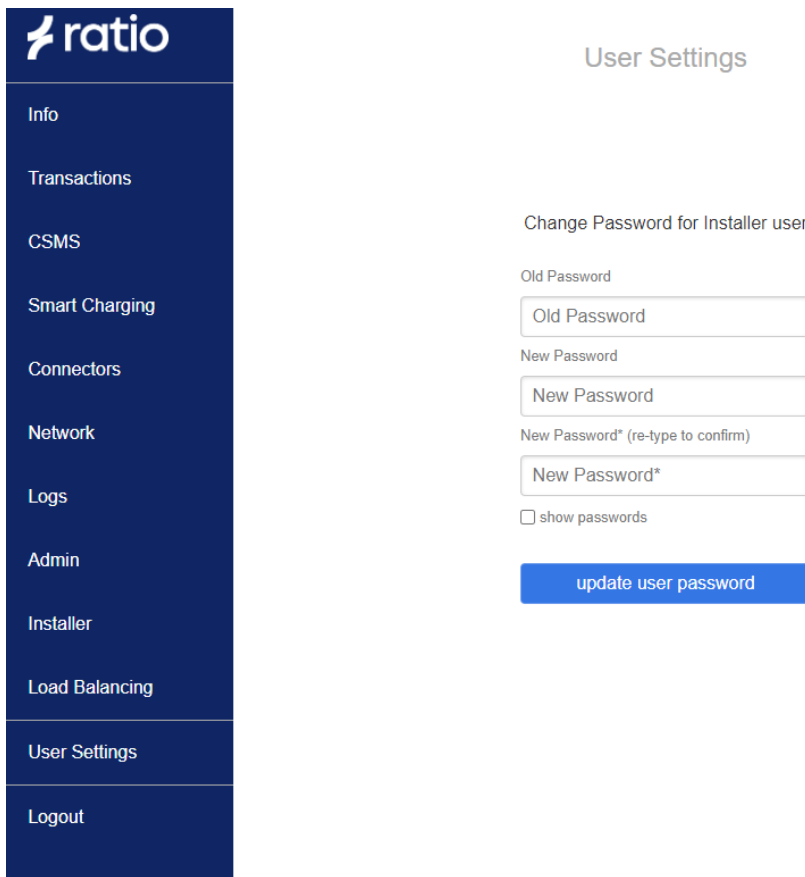 ratio
Info
Transactions
CSMS
Smart Charging
Connectors
Network
Logs
Admin
Installer
Load Balancing
User Settings
Logout
User Settings
Change Password for Installer user
Old Password
Old Password
New Password
New Password
New Password* (re-type to confirm)
New Password*
show passwords
update user password